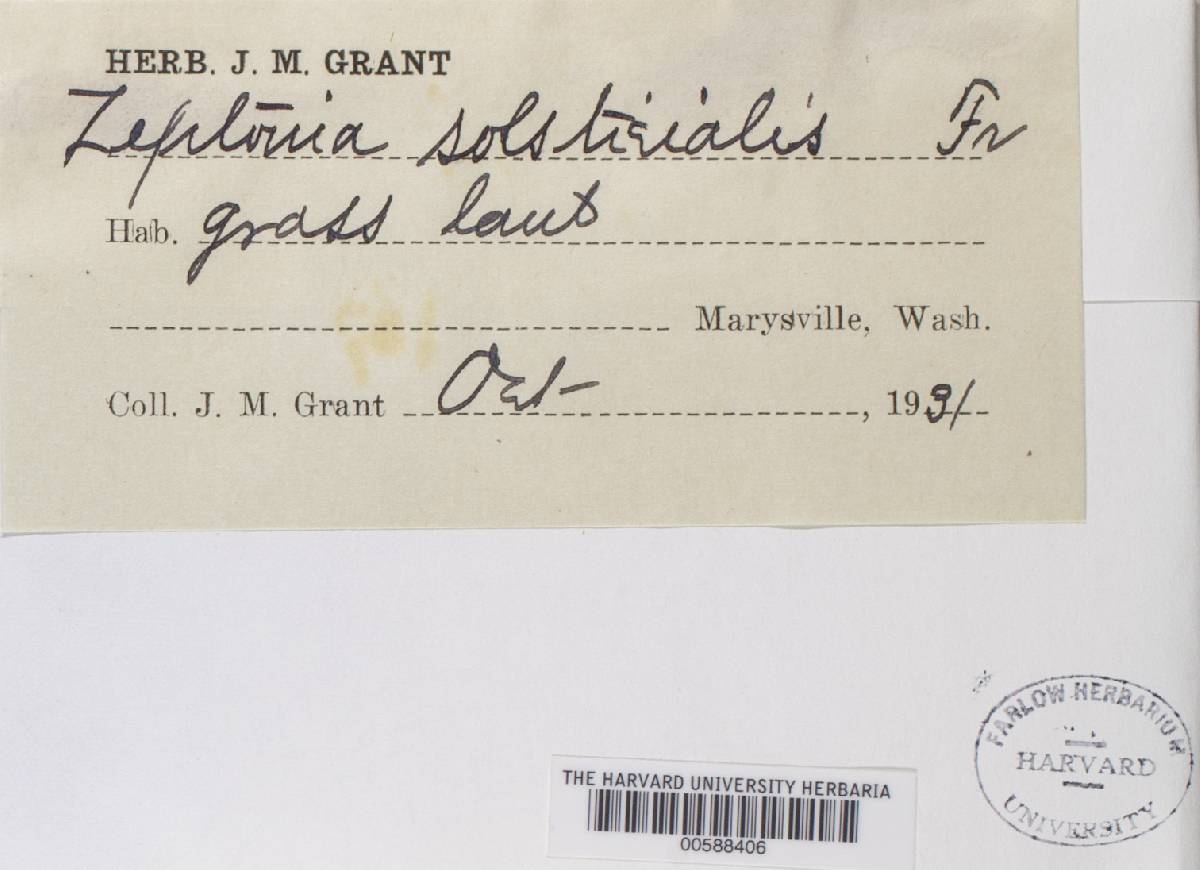 HERB. J. M. GRANT
Leptonia solstitialis Fr
Hab. grass land
Marysville, Wash.
Coll. J. M. Grant Oct- , 1931
FARLOW HERBARIUM
HARVARD
UNIVERSITY
THE HARVARD UNIVERSITY HERBARIA
00588406